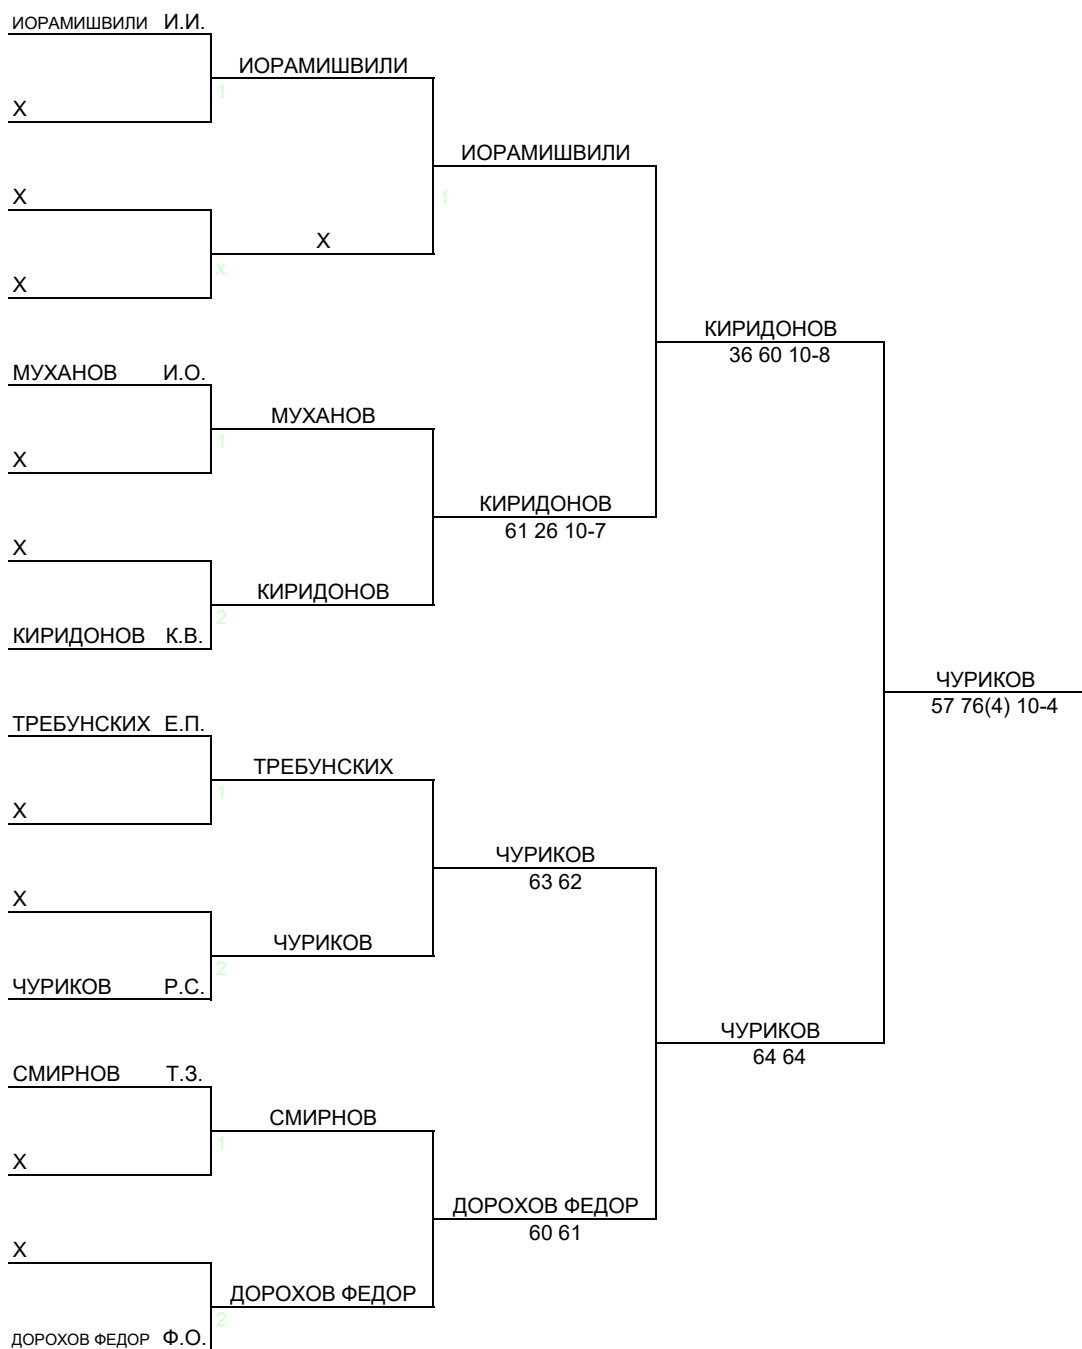 ИОРАМИШВИЛИ И.И.
ИОРАМИШВИЛИ
1
X
ИОРАМИШВИЛИ
X
1
X
x
X
КИРИДОНОВ
36 60 10-8
МУХАНОВ И.О.
МУХАНОВ
1
X
КИРИДОНОВ
61 26 10-7
X
КИРИДОНОВ
2
КИРИДОНОВ К.В.
ЧУРИКОВ
57 76(4) 10-4
ТРЕБУНСКИХ Е.П.
ТРЕБУНСКИХ
1
X
ЧУРИКОВ
63 62
X
ЧУРИКОВ
2
ЧУРИКОВ Р.С.
ЧУРИКОВ
64 64
СМИРНОВ Т.З.
СМИРНОВ
1
X
ДОРОХОВ ФЕДОР
60 61
X
ДОРОХОВ ФЕДОР
2
ДОРОХОВ ФЕДОР Ф.О.